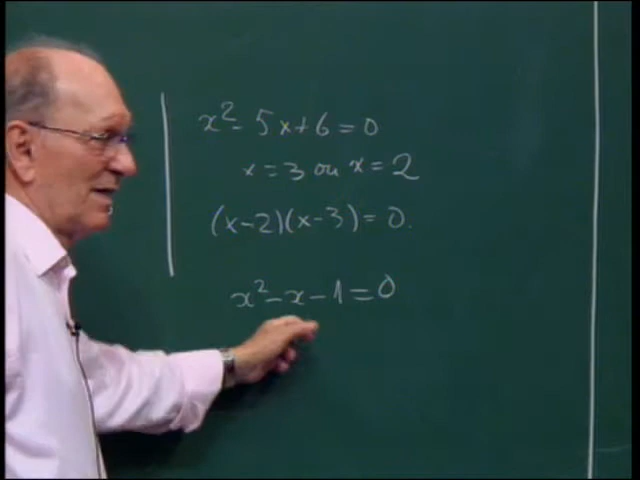 x² - 5x + 6 = 0
x = 3 ou x = 2
(x - 2)(x - 3) = 0.
x² - x - 1 = 0